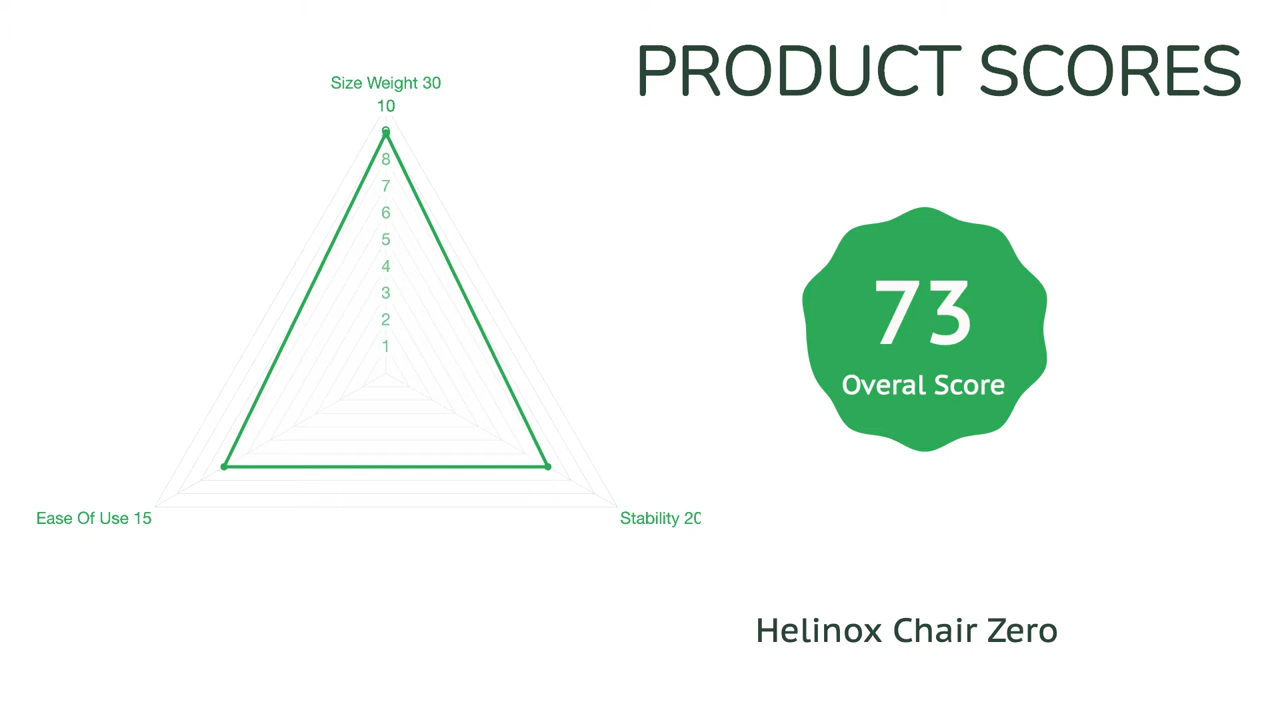 PRODUCT SCORES
Size Weight 30
10
9
8
7
6
5
4
3
2
1
Ease Of Use 15
Stability 20
73
Overal Score
Helinox Chair Zero